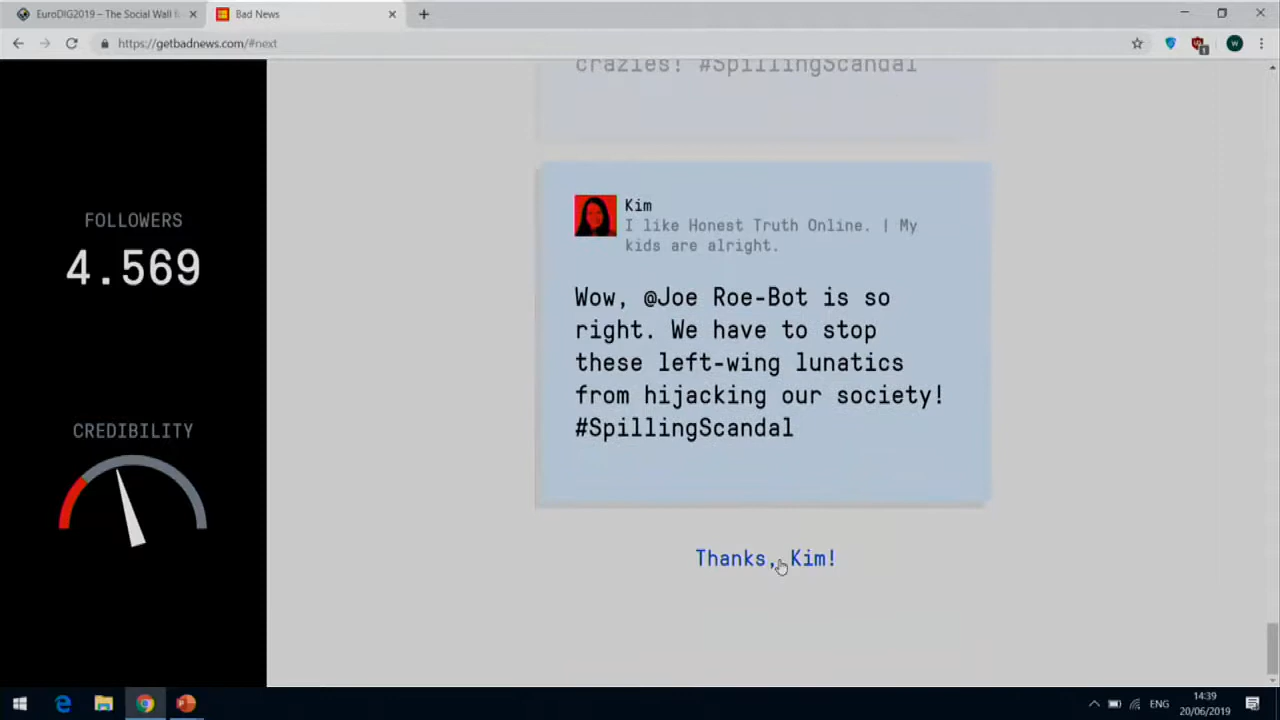 EuroDIG2019 – The Social Wall
Bad News
https://getbadnews.com/#next
1
W
crazies! #SpillingScandal
FOLLOWERS
4.569
CREDIBILITY
Kim
I like Honest Truth Online. | My
kids are alright.
Wow, @Joe Roe-Bot is so
right. We have to stop
these left-wing lunatics
from hijacking our society!
#SpillingScandal
Thanks, Kim!
ENG
14:39
20/06/2019